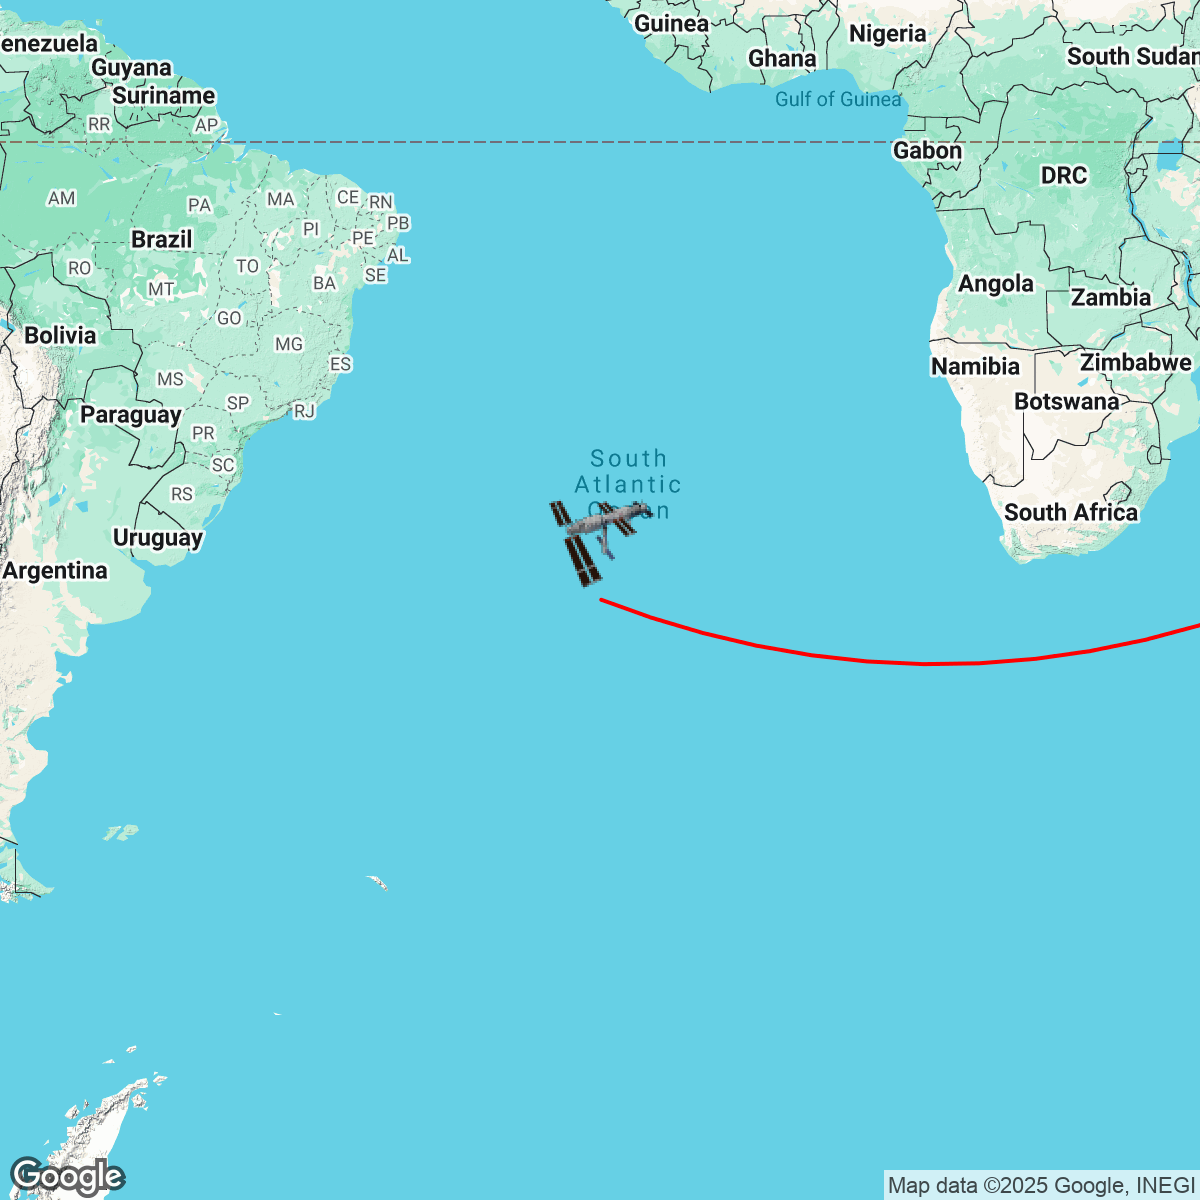 Guinea
Nigeria
enezuela
Ghana
South Sudan
Guyana
Suriname
Gulf of Guinea
RR
AP
Gabon
DRC
AM
PA
MA
CE
RN
PI
PB
Brazil
PE
AL
RO
TO
SE
MT
BA
Angola
Zambia
GO
Bolivia
MG
ES
Namibia
Zimbabwe
MS
SP
RJ
Botswana
Paraguay
PR
SC
South
Atlantic
RS
South Africa
Uruguay
Argentina
Google
Map data ©2025 Google, INEGI